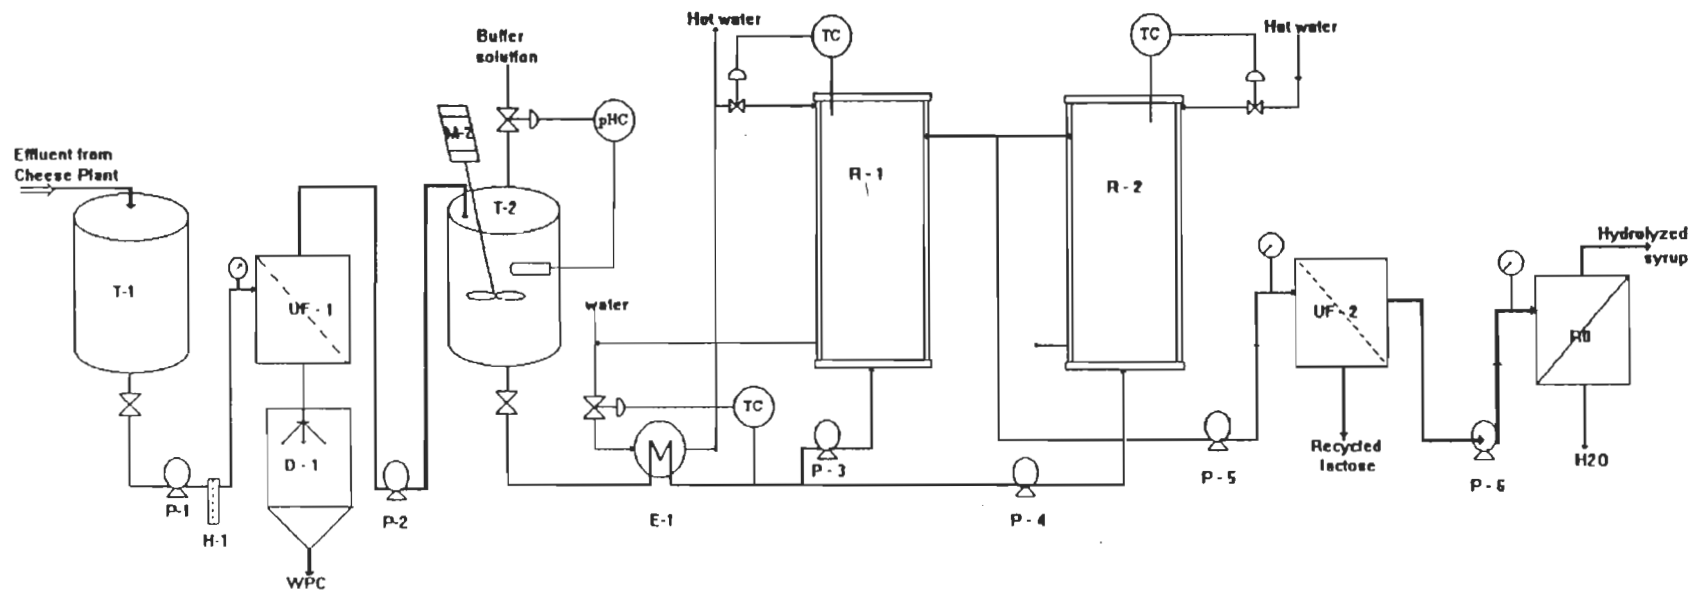 Hot water
TC
TC
Hot water
Buffer
solution
M-2
pHC
Effluent from
Cheese Plant
R-1
R - 2
T-2
Hydrolyzed
syrup
T-1
UF - 1
water
UF - 2
RO
TC
M
D - 1
P - 3
Recycled
lactose
H2O
P-1
P-2
E-1
P - 4
P - 5
P - 6
H-1
WPC